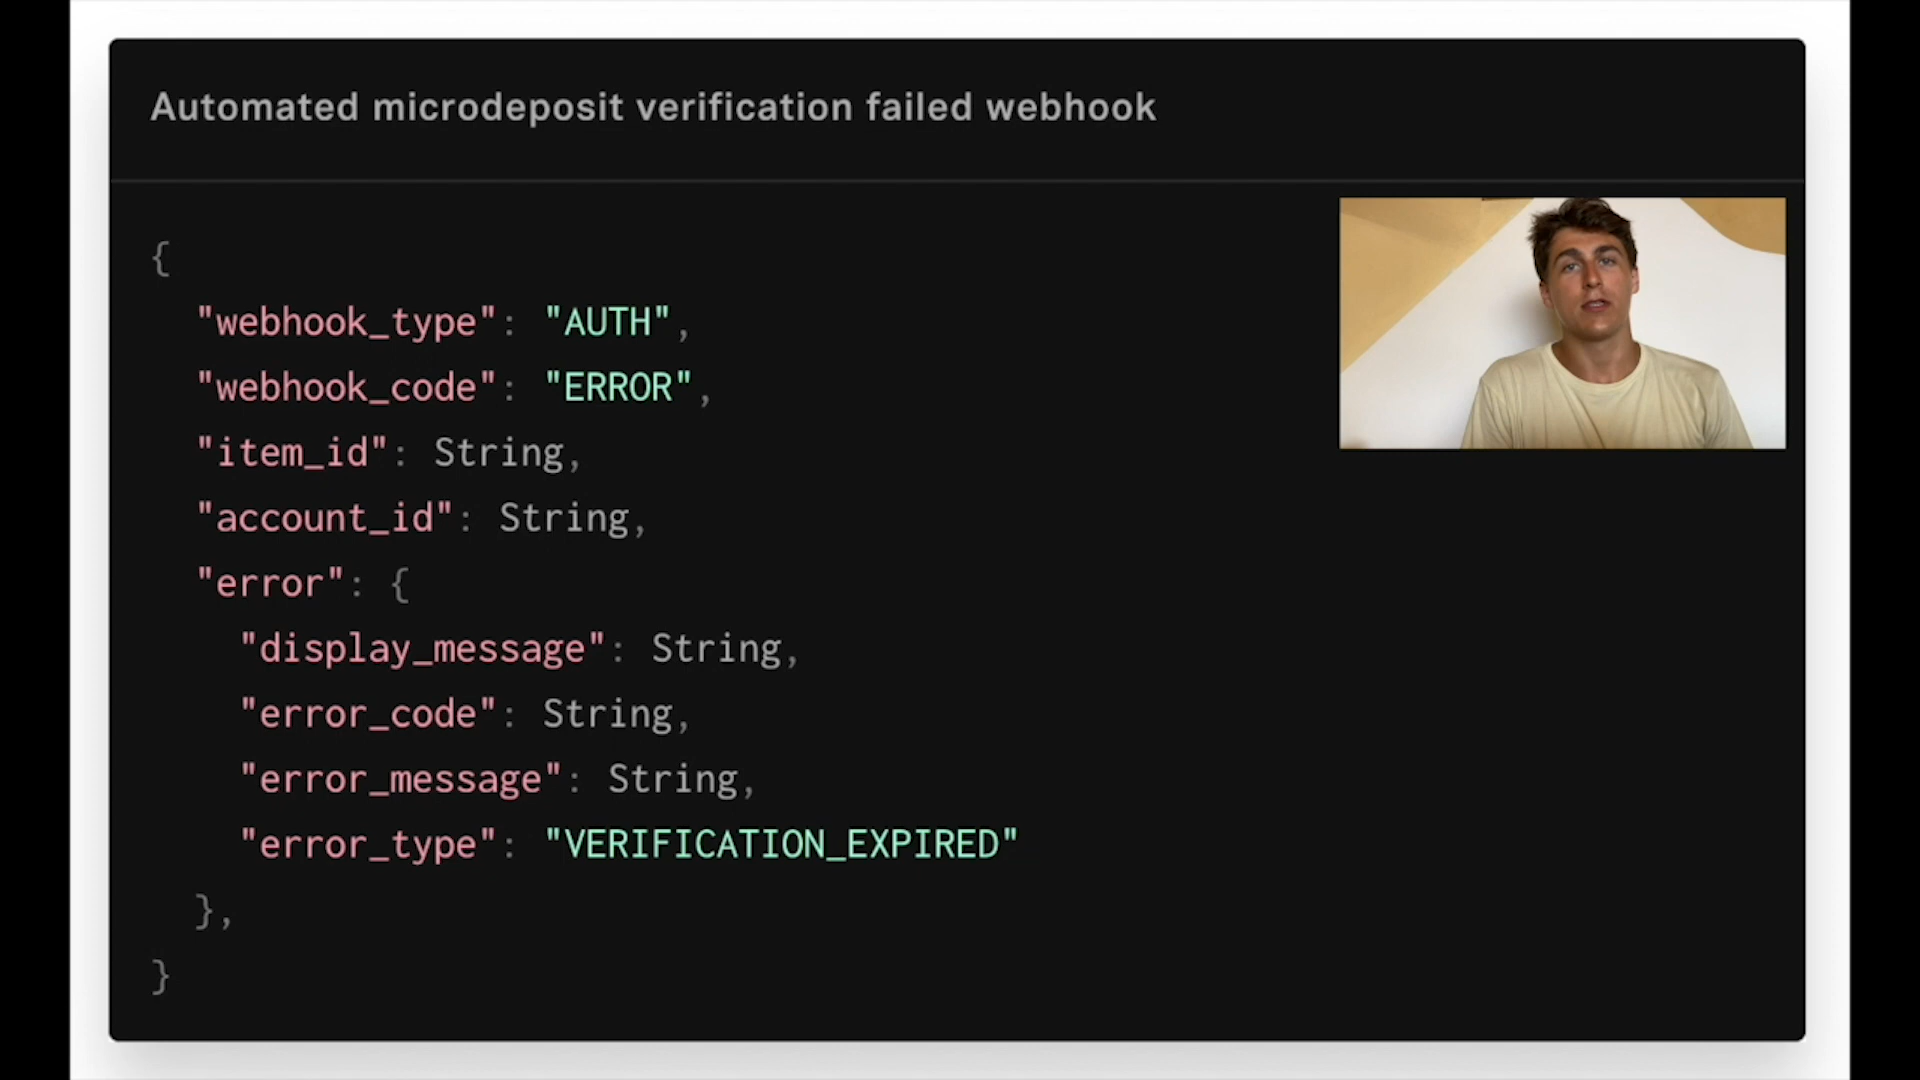 Automated microdeposit verification failed webhook
{
"webhook_type": "AUTH",
"webhook_code": "ERROR",
"item_id": String,
"account_id": String,
"error": {
"display_message": String,
"error_code": String,
"error_message": String,
"error_type": "VERIFICATION_EXPIRED"
},
}